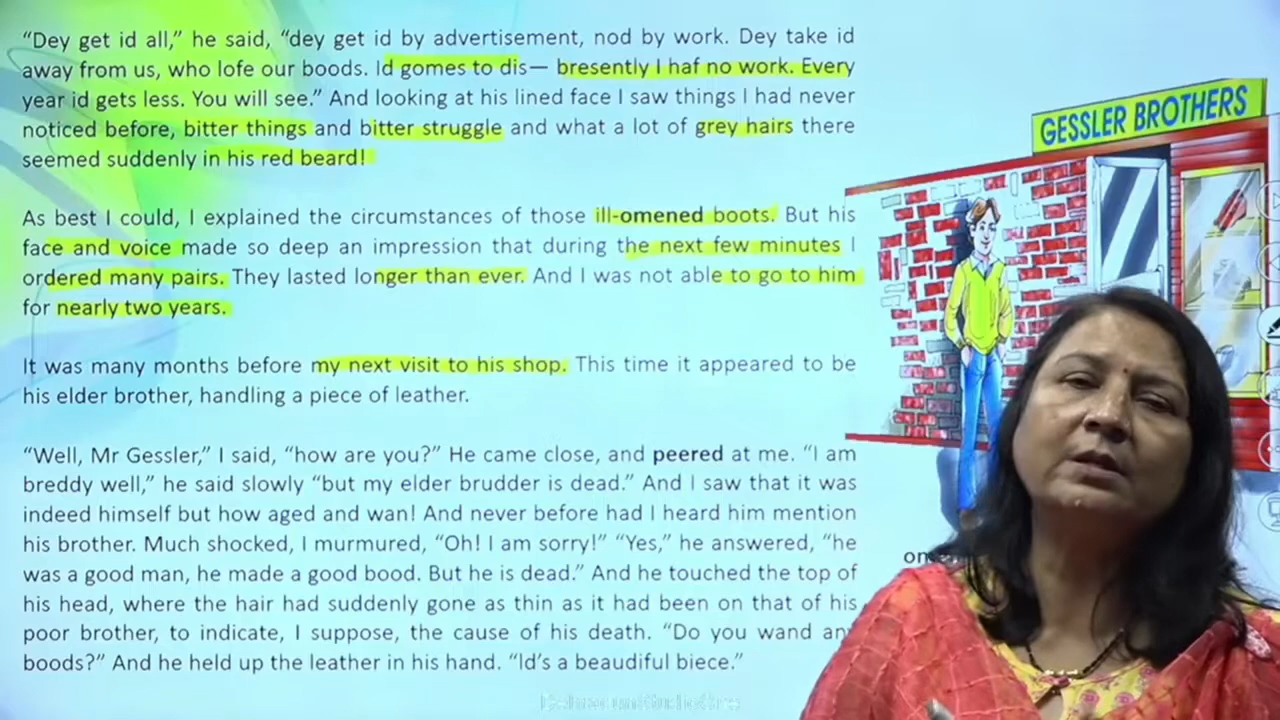 “Dey get id all,” he said, “dey get id by advertisement, nod by work. Dey take id
away from us, who lofe our boods. Id gomes to dis— bresently I haf no work. Every
year id gets less. You will see.” And looking at his lined face I saw things I had never
noticed before, bitter things and bitter struggle and what a lot of grey hairs there
seemed suddenly in his red beard!
As best I could, I explained the circumstances of those ill-omened boots. But his
face and voice made so deep an impression that during the next few minutes I
ordered many pairs. They lasted longer than ever. And I was not able to go to him
for nearly two years.
It was many months before my next visit to his shop. This time it appeared to be
his elder brother, handling a piece of leather.
“Well, Mr Gessler,” I said, “how are you?” He came close, and peered at me. “I am
breddy well,” he said slowly “but my elder brudder is dead.” And I saw that it was
indeed himself but how aged and wan! And never before had I heard him mention
his brother. Much shocked, I murmured, “Oh! I am sorry!” “Yes,” he answered, “he
was a good man, he made a good bood. But he is dead.” And he touched the top of
his head, where the hair had suddenly gone as thin as it had been on that of his
poor brother, to indicate, I suppose, the cause of his death. “Do you wand any
boods?” And he held up the leather in his hand. “Id’s a beaudiful biece.”
GESSLER BROTHERS